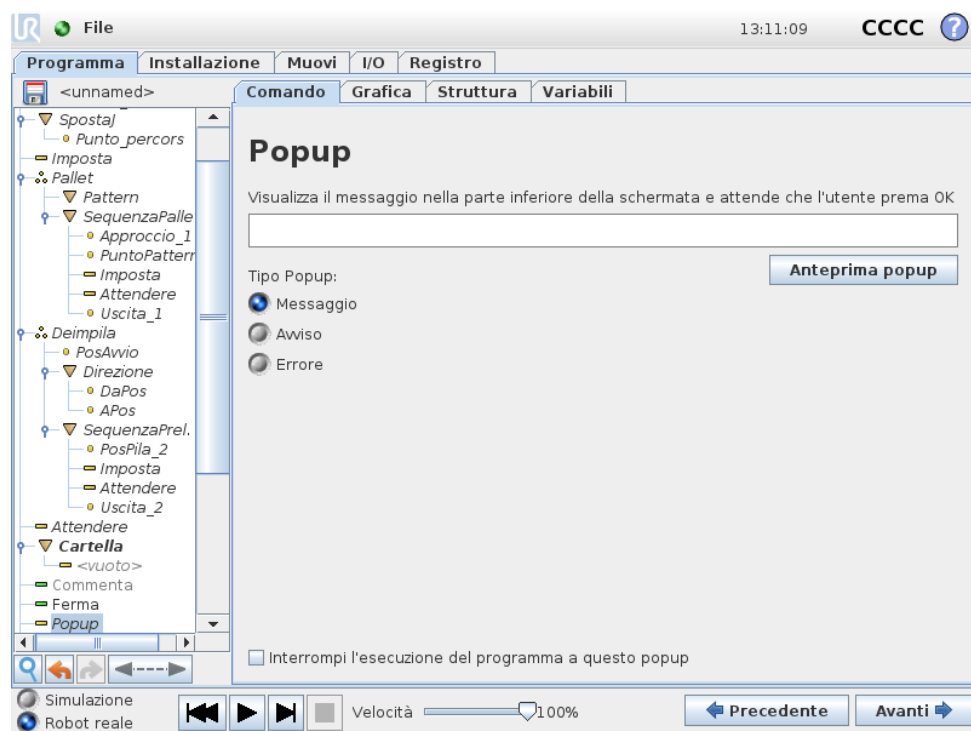 UR File 13:11:09 CCCC ?
Programma Installazione Muovi I/O Registro
<unnamed>
Comando Grafica Struttura Variabili
SpostaJ
Punto_percors
Imposta
Pallet
Pattern
SequenzaPalle
Approccio_1
PuntoPattern
Imposta
Attendere
Uscita_1
Deimpila
PosAvvio
Direzione
DaPos
APos
SequenzaPrel.
PosPila_2
Imposta
Attendere
Uscita_2
Attendere
Cartella
<vuoto>
Commenta
Ferma
Popup
Popup
Visualizza il messaggio nella parte inferiore della schermata e attende che l'utente prema OK
Anteprima popup
Tipo Popup:
Messaggio
Avviso
Errore
Interrompi l'esecuzione del programma a questo popup
Simulazione
Robot reale
Velocità 100%
Precedente Avanti